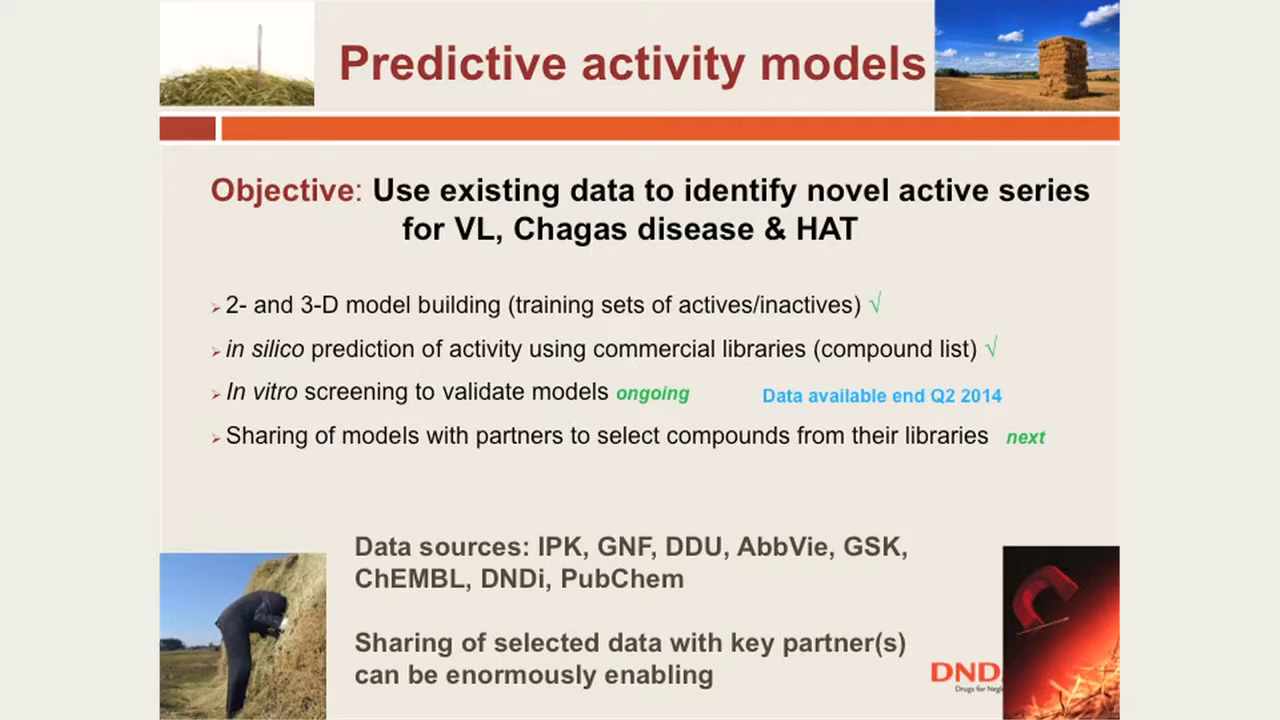 Predictive activity models
Objective: Use existing data to identify novel active series
for VL, Chagas disease & HAT
2- and 3-D model building (training sets of actives/inactives) √
in silico prediction of activity using commercial libraries (compound list) √
In vitro screening to validate models ongoing Data available end Q2 2014
Sharing of models with partners to select compounds from their libraries next
Data sources: IPK, GNF, DDU, AbbVie, GSK,
ChEMBL, DNDi, PubChem
Sharing of selected data with key partner(s)
can be enormously enabling
DND
Drugs for